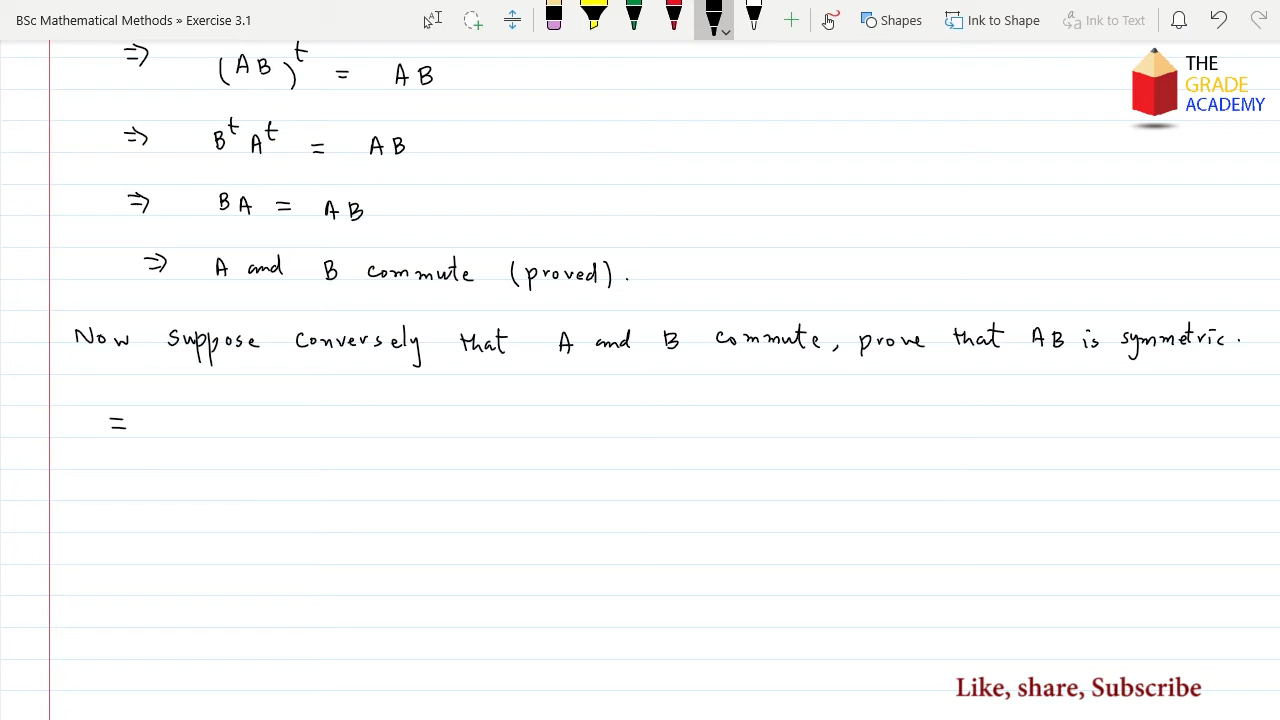 BSc Mathematical Methods » Exercise 3.1
Shapes
Ink to Shape
Ink to Text
THE
GRADE
ACADEMY
=> (AB)^t = AB
=> B^t A^t = AB
=> BA = AB
=> A and B commute (proved).
Now suppose conversely that A and B commute, prove that AB is symmetric.
=
Like, share, Subscribe